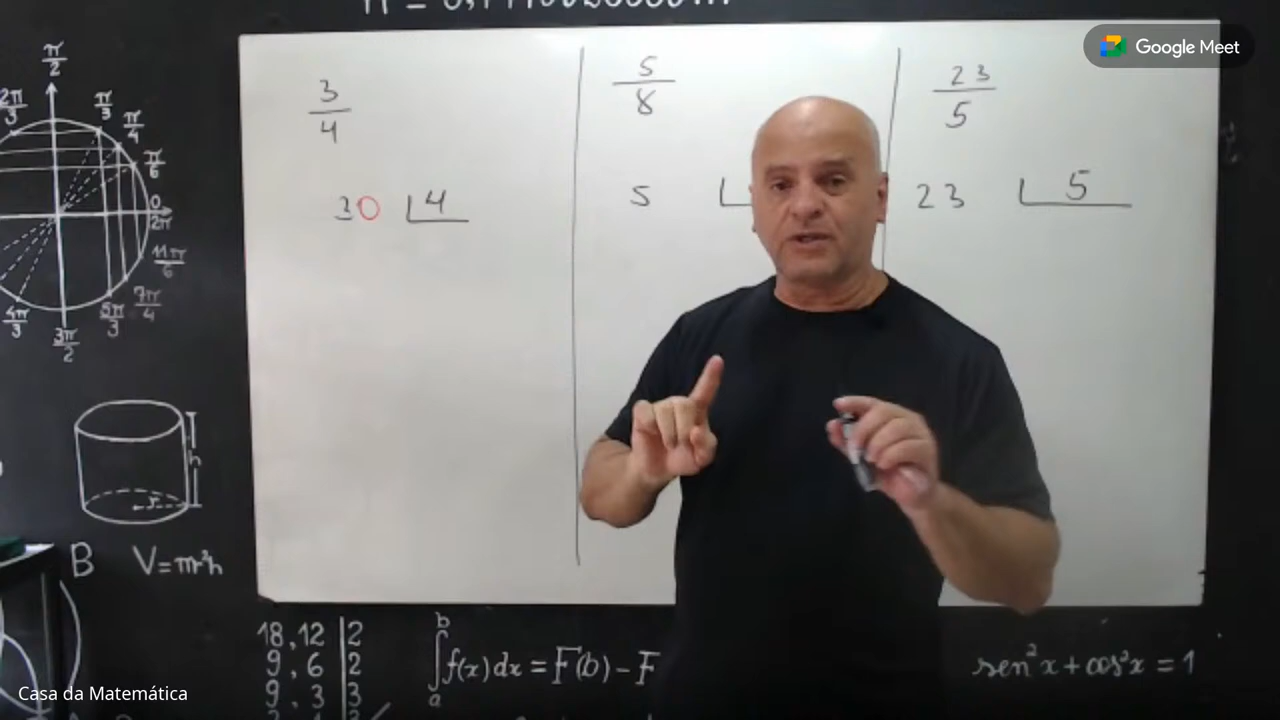 Google Meet
π/2
2π/3
π/3
π/4
π/6
0
2π
11π/6
7π/4
5π/3
3π/2
4π/3
3/4
30 4
5/8
5
23/5
23 5
h
r
B V=πr²h
18,12 2
9,6 2
9,3 3
b
∫f(x)dx=F(b)-F
a
sen²x+cos²x=1
Casa da Matemática